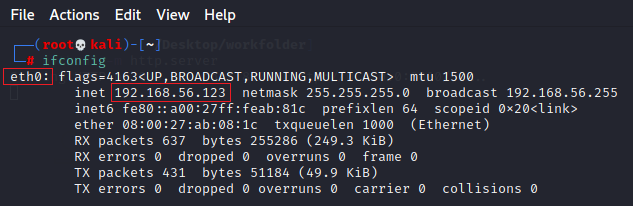 File Actions Edit View Help
┌──(root💀kali)-[~]Desktop/workfolder
└─# ifconfig http.server
eth0: flags=4163<UP,BROADCAST,RUNNING,MULTICAST> mtu 1500
inet 192.168.56.123 netmask 255.255.255.0 broadcast 192.168.56.255
inet6 fe80::a00:27ff:feab:81c prefixlen 64 scopeid 0×20<link>
ether 08:00:27:ab:08:1c txqueuelen 1000 (Ethernet)
RX packets 637 bytes 255286 (249.3 KiB)
RX errors 0 dropped 0 overruns 0 frame 0
TX packets 431 bytes 51184 (49.9 KiB)
TX errors 0 dropped 0 overruns 0 carrier 0 collisions 0